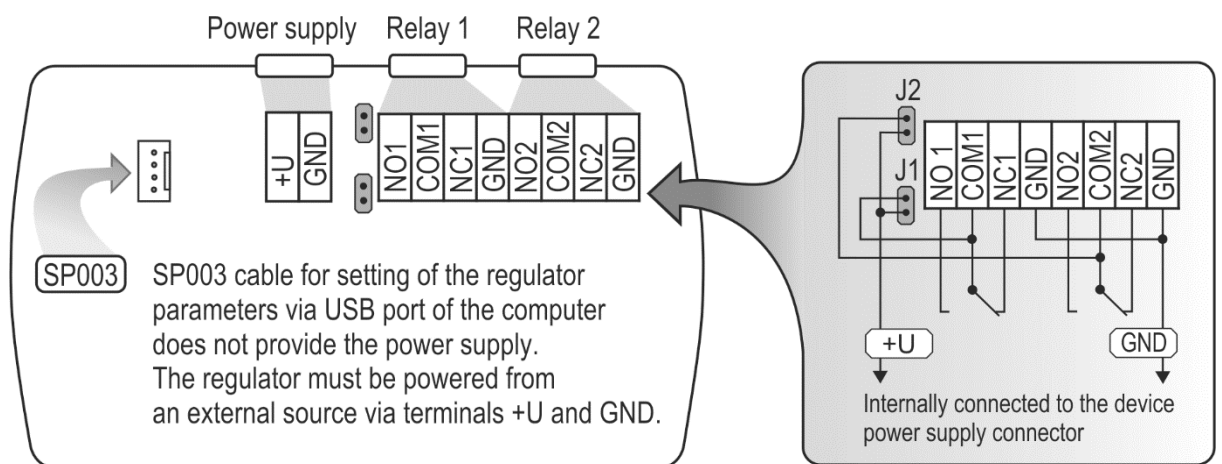 Power supply
Relay 1
Relay 2
+U
GND
NO1
COM1
NC1
GND
NO2
COM2
NC2
GND
SP003
SP003 cable for setting of the regulator
parameters via USB port of the computer
does not provide the power supply.
The regulator must be powered from
an external source via terminals +U and GND.
J2
J1
NO 1
COM1
NC1
GND
NO2
COM2
NC2
GND
+U
GND
Internally connected to the device
power supply connector